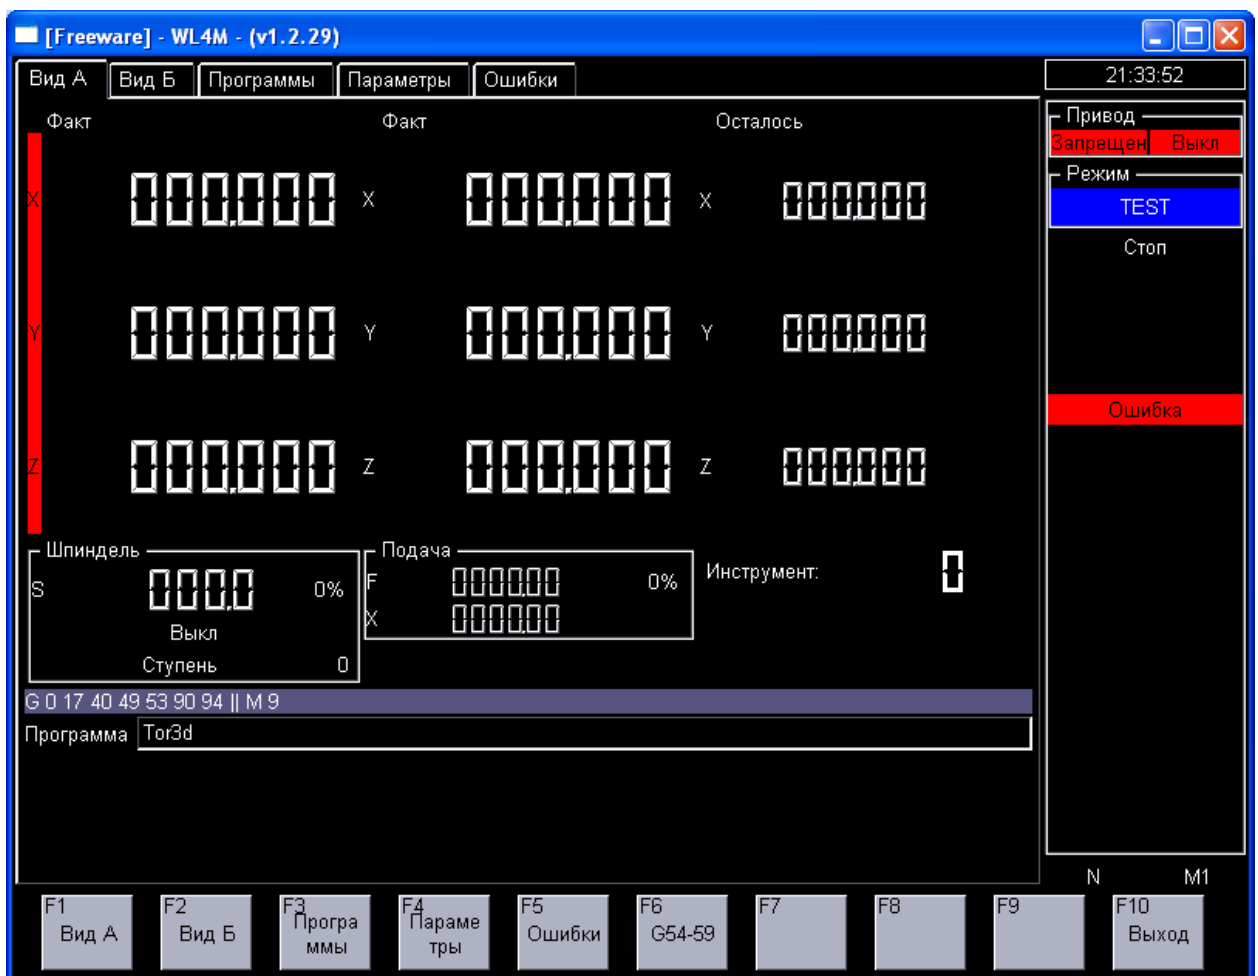 [Freeware] - WL4M - (v1.2.29)
Вид А Вид Б Программы Параметры Ошибки 21:33:52
Факт Факт Осталось
Привод
Запрещен Выкл
Режим
X 000,000 X 000,000 X 000,000
TEST
Стоп
Y 000,000 Y 000,000 Y 000,000
Ошибка
Z 000,000 Z 000,000 Z 000,000
Шпиндель Подача
S 000,0 0% F 0000,00 0% Инструмент: 0
X 0000,00
Выкл
Ступень 0
G 0 17 40 49 53 90 94 || M 9
Программа Tor3d
N M1
F1 F2 F3 F4 F5 F6 F7 F8 F9 F10
Вид А Вид Б Програ Параме Ошибки G54-59 Выход
ммы тры